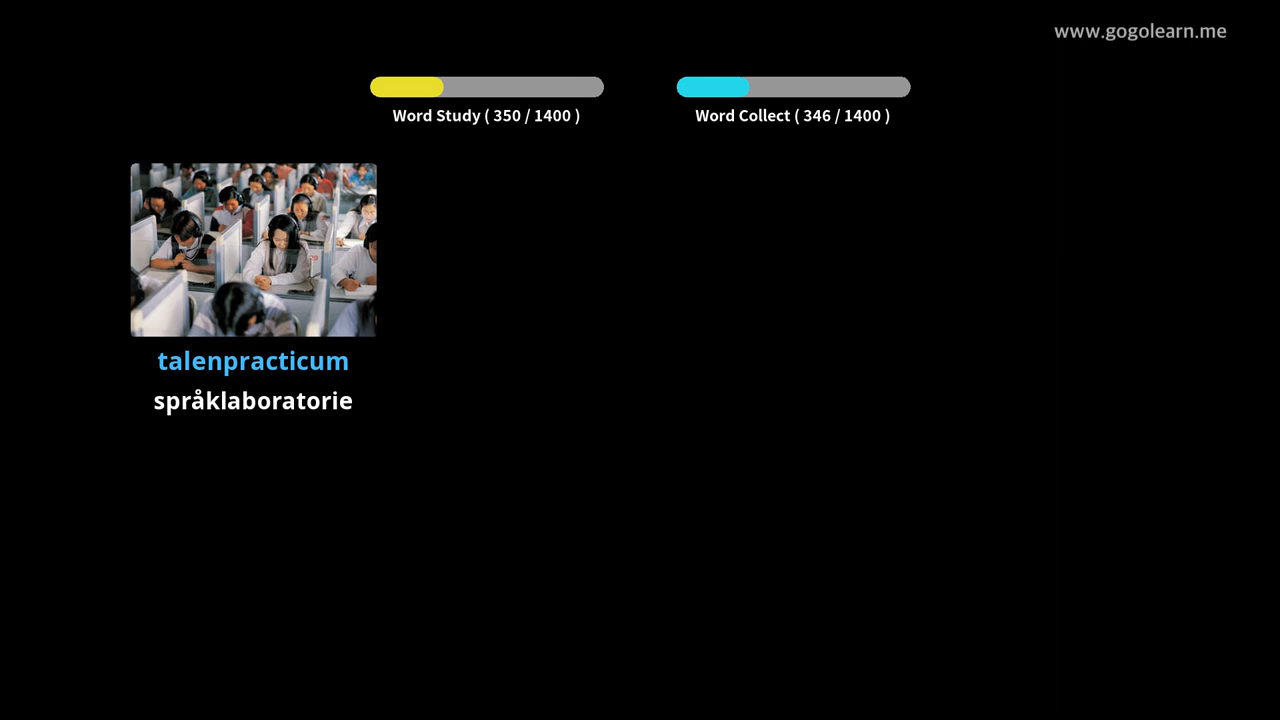 www.gogolearn.me
Word Study ( 350 / 1400 )
Word Collect ( 346 / 1400 )
talenpracticum
språklaboratorie